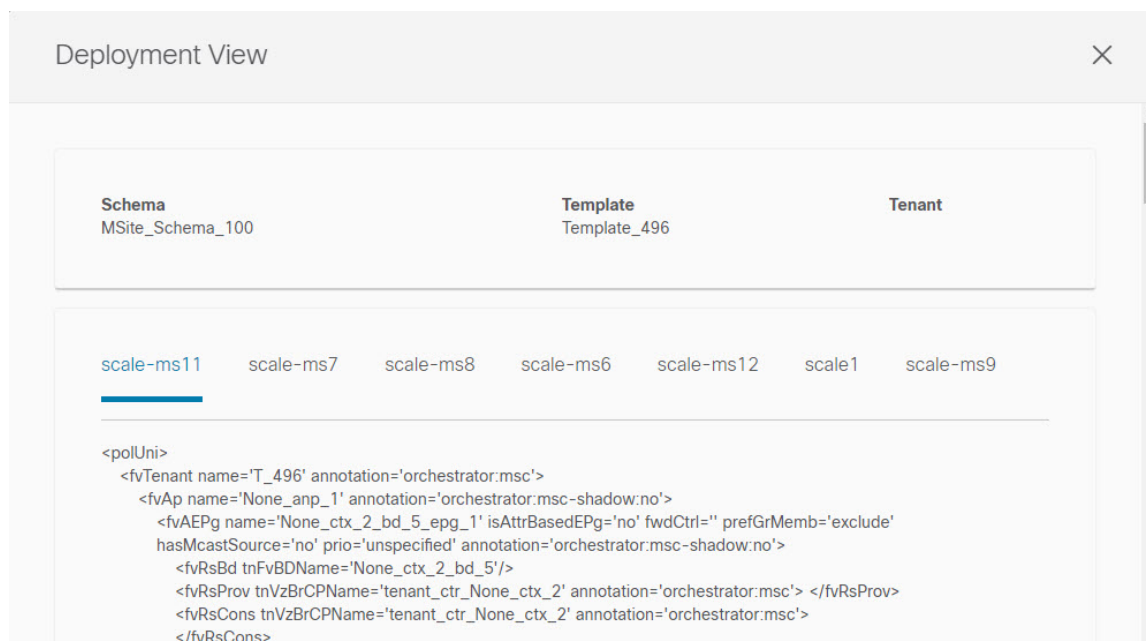 Deployment View
Schema Template Tenant
MSite_Schema_100 Template_496
scale-ms11 scale-ms7 scale-ms8 scale-ms6 scale-ms12 scale1 scale-ms9
<polUni>
<fvTenant name='T_496' annotation='orchestrator:msc'>
<fvAp name='None_anp_1' annotation='orchestrator:msc-shadow:no'>
<fvAEPg name='None_ctx_2_bd_5_epg_1' isAttrBasedEPg='no' fwdCtrl='' prefGrMemb='exclude'
hasMcastSource='no' prio='unspecified' annotation='orchestrator:msc-shadow:no'>
<fvRsBd tnFvBDName='None_ctx_2_bd_5'/>
<fvRsProv tnVzBrCPName='tenant_ctr_None_ctx_2' annotation='orchestrator:msc'> </fvRsProv>
<fvRsCons tnVzBrCPName='tenant_ctr_None_ctx_2' annotation='orchestrator:msc'>
</fvRsCons>